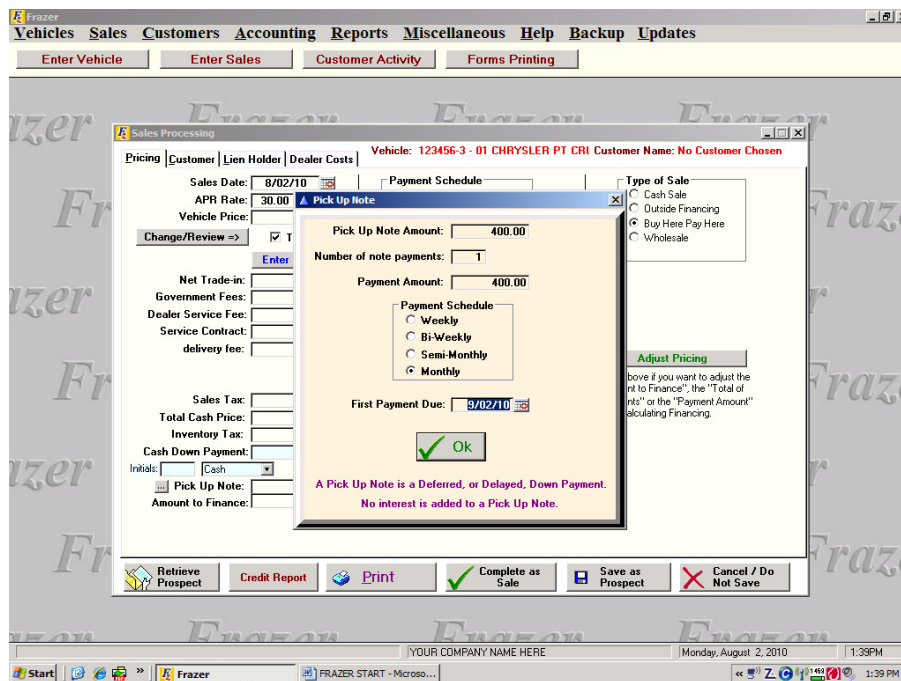 Frazer
Vehicles Sales Customers Accounting Reports Miscellaneous Help Backup Updates
Enter Vehicle Enter Sales Customer Activity Forms Printing
Sales Processing
Pricing Customer Lien Holder Dealer Costs
Vehicle: 123456-3 - 01 CHRYSLER PT CRU Customer Name: No Customer Chosen
Sales Date: 8/02/10
Payment Schedule
Type of Sale
APR Rate: 30.00
Cash Sale
Vehicle Price:
Outside Financing
Change/Review => T
Buy Here Pay Here
Wholesale
Enter
Net Trade-in:
Government Fees:
Dealer Service Fee:
Service Contract:
delivery fee:
Sales Tax:
Total Cash Price:
Inventory Tax:
Cash Down Payment:
Initials: Cash
... Pick Up Note:
Amount to Finance:
Pick Up Note
Pick Up Note Amount: 400.00
Number of note payments: 1
Payment Amount: 400.00
Payment Schedule
Weekly
Bi-Weekly
Semi-Monthly
Monthly
First Payment Due: 9/02/10
Ok
A Pick Up Note is a Deferred, or Delayed, Down Payment.
No interest is added to a Pick Up Note.
Adjust Pricing
bove if you want to adjust the
nt to Finance", the "Total of
nts" or the "Payment Amount"
alculating Financing.
Retrieve Prospect
Credit Report
Print
Complete as Sale
Save as Prospect
Cancel / Do Not Save
YOUR COMPANY NAME HERE Monday, August 2, 2010 1:39PM
Start » Frazer FRAZER START - Microso... « 1:39 PM